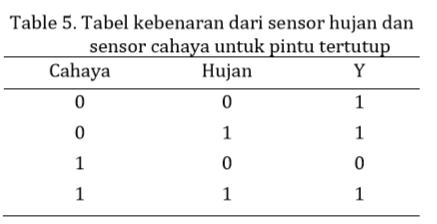 Table 5. Tabel kebenaran dari sensor hujan dan
sensor cahaya untuk pintu tertutup
Cahaya Hujan Y
0 0 1
0 1 1
1 0 0
1 1 1